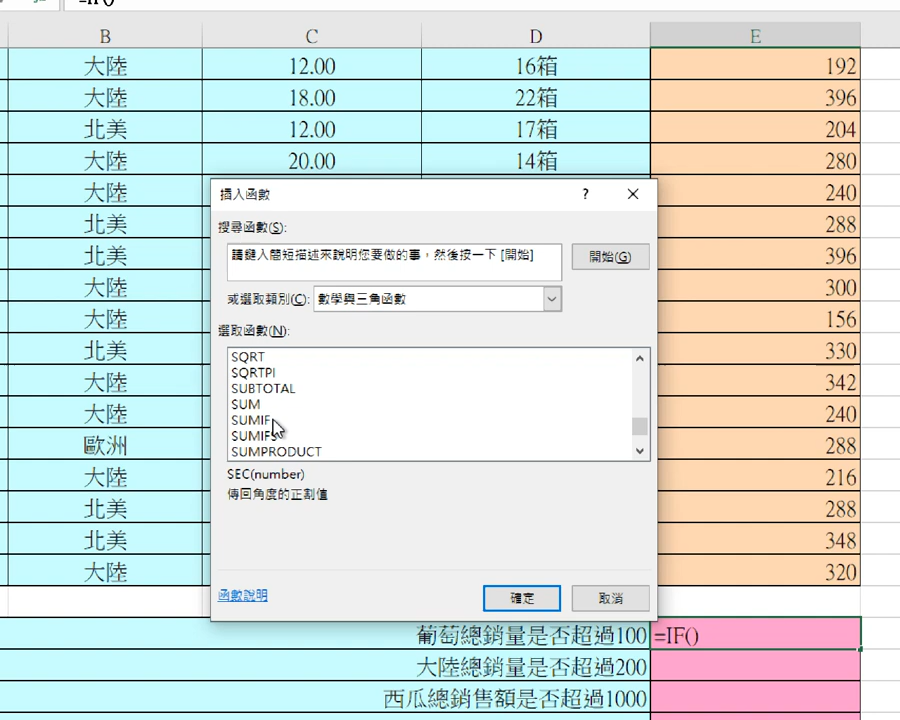 =IF()
B C D E
大陸 12.00 16箱 192
大陸 18.00 22箱 396
北美 12.00 17箱 204
大陸 20.00 14箱 280
大陸 240
北美 288
北美 396
大陸 300
大陸 156
北美 330
大陸 342
大陸 240
歐洲 288
大陸 216
北美 288
北美 348
大陸 320
插入函數 ?
搜尋函數(S):
請鍵入簡短描述來說明您要做的事，然後按一下 [開始] 開始(G)
或選取類別(C): 數學與三角函數
選取函數(N):
SQRT
SQRTPI
SUBTOTAL
SUM
SUMIF
SUMIFS
SUMPRODUCT
SEC(number)
傳回角度的正割值
函數說明 確定 取消
葡萄總銷量是否超過100 =IF()
大陸總銷量是否超過200
西瓜總銷售額是否超過1000